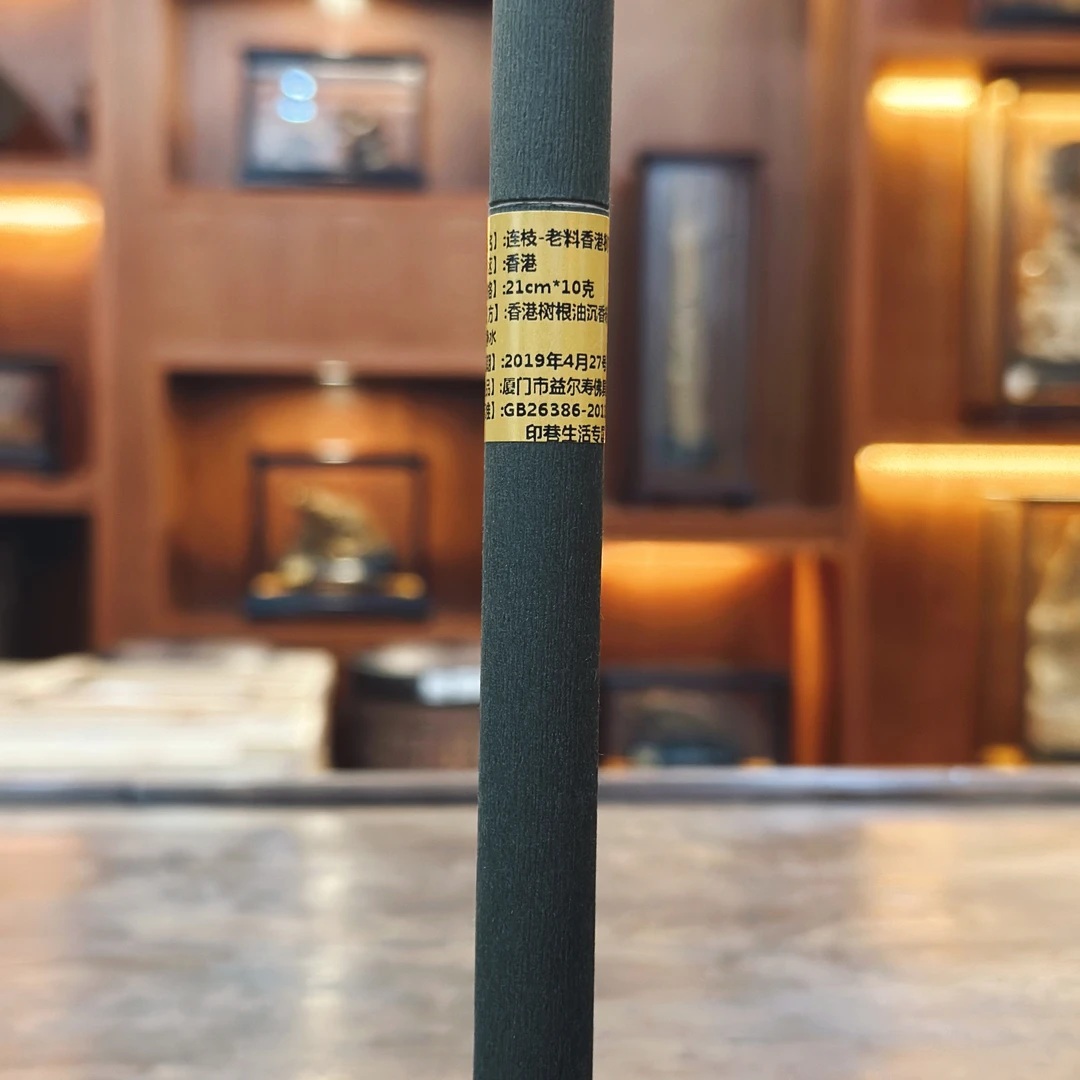 】:连枝-老料香港
】:香港
】:21cm*10克
】:香港树根油沉香
水
】:2019年4月27
】:厦门市益尔寿佛
】:GB26386-201
印巷生活专